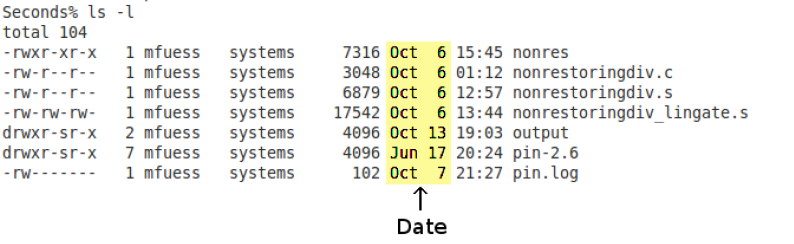 Seconds% ls -l
total 104
-rwxr-xr-x   1 mfuess   systems     7316 Oct  6 15:45 nonres
-rw-r--r--   1 mfuess   systems     3048 Oct  6 01:12 nonrestoringdiv.c
-rw-r--r--   1 mfuess   systems     6879 Oct  6 12:57 nonrestoringdiv.s
-rw-rw-rw-   1 mfuess   systems    17542 Oct  6 13:44 nonrestoringdiv_lingate.s
drwxr-sr-x   2 mfuess   systems     4096 Oct 13 19:03 output
drwxr-sr-x   7 mfuess   systems     4096 Jun 17 20:24 pin-2.6
-rw-------   1 mfuess   systems      102 Oct  7 21:27 pin.log
Date